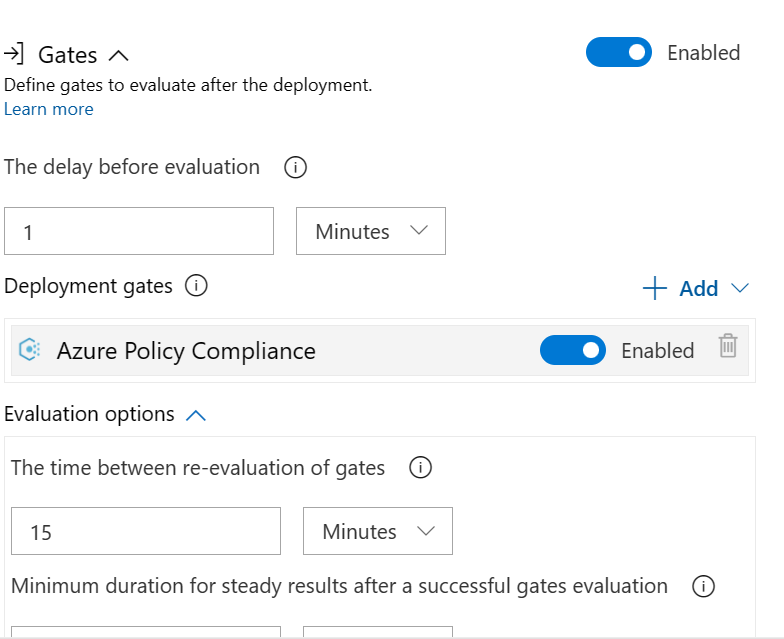 Gates
Enabled
Define gates to evaluate after the deployment.
Learn more
The delay before evaluation
1
Minutes
Deployment gates
Add
Azure Policy Compliance
Enabled
Evaluation options
The time between re-evaluation of gates
15
Minutes
Minimum duration for steady results after a successful gates evaluation